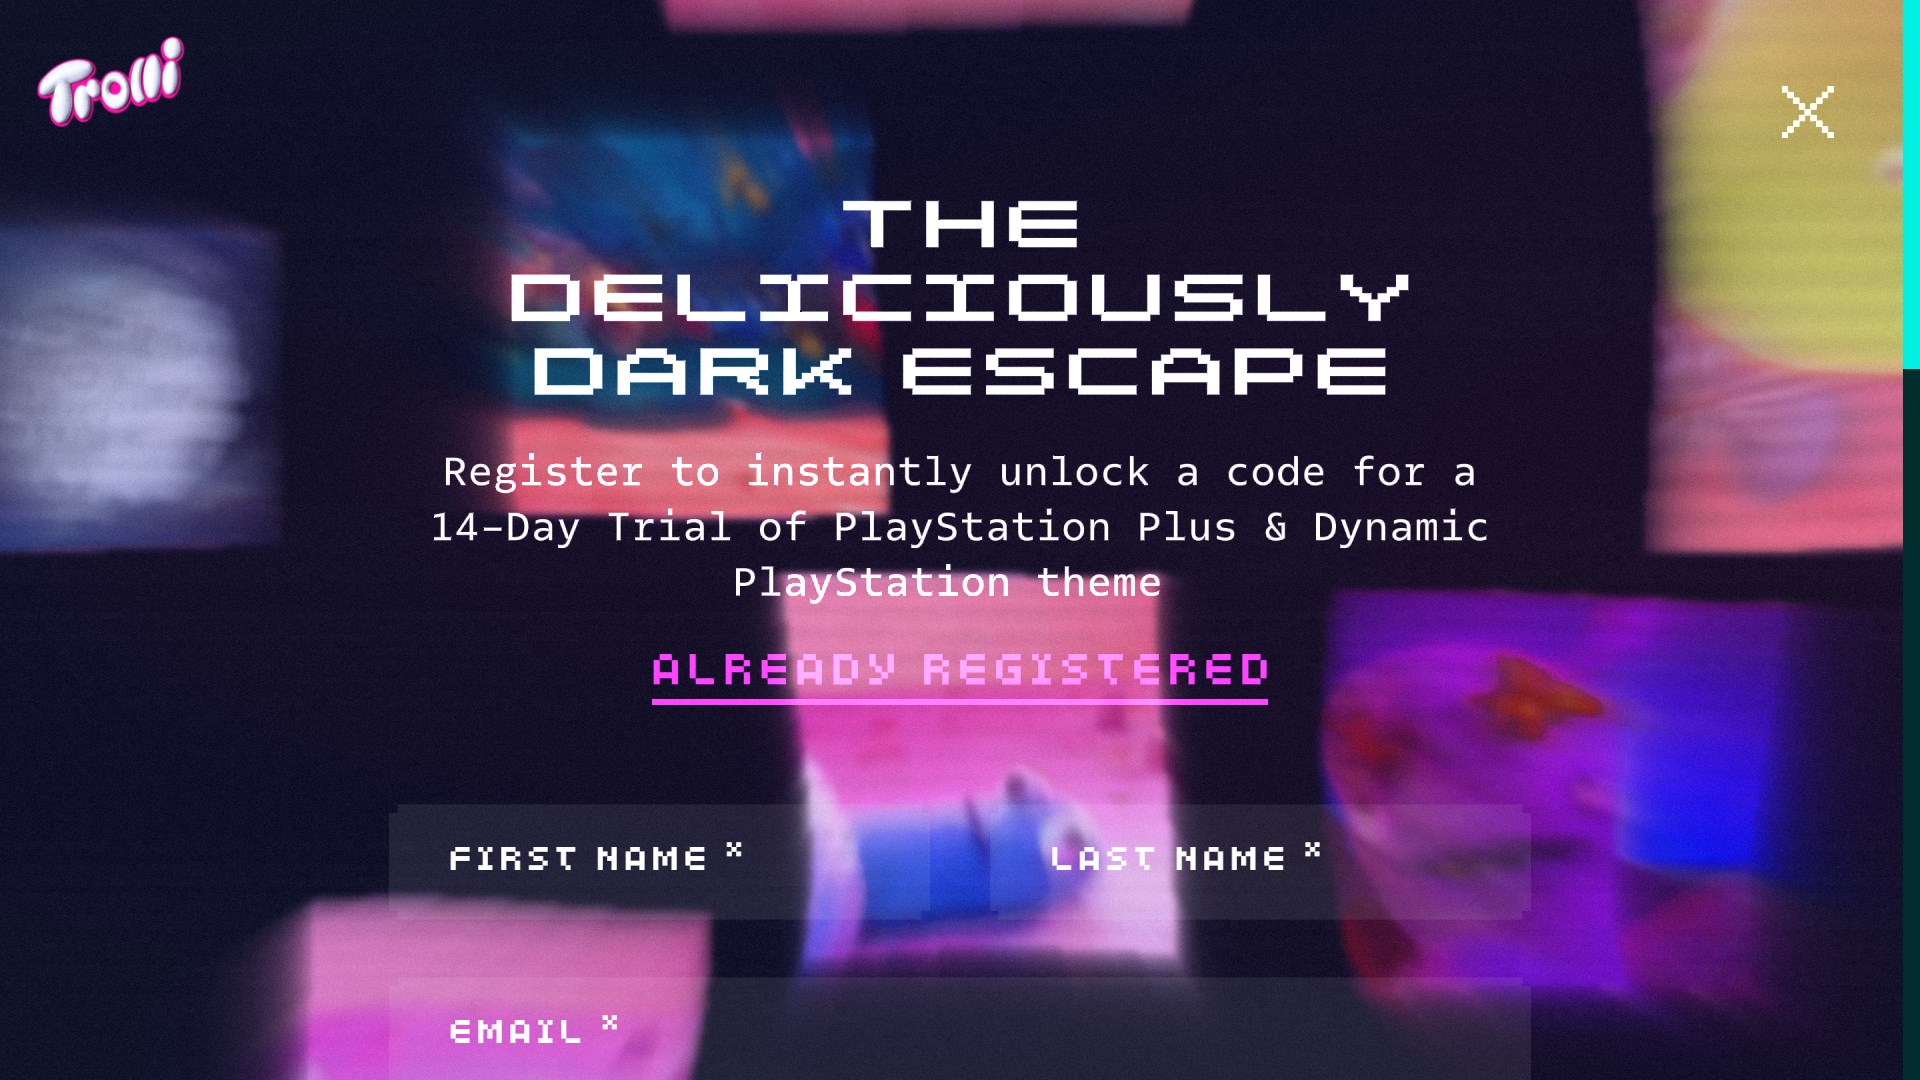 Trolli
THE
DELICIOUSLY
DARK ESCAPE
Register to instantly unlock a code for a
14-Day Trial of PlayStation Plus & Dynamic
PlayStation theme
ALREADY REGISTERED
FIRST NAME *
LAST NAME *
EMAIL *